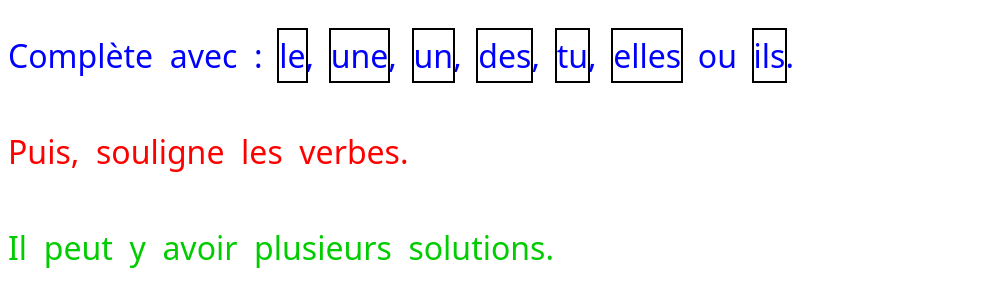 Complète avec : le, une, un, des, tu, elles ou ils.
Puis, souligne les verbes.
Il peut y avoir plusieurs solutions.